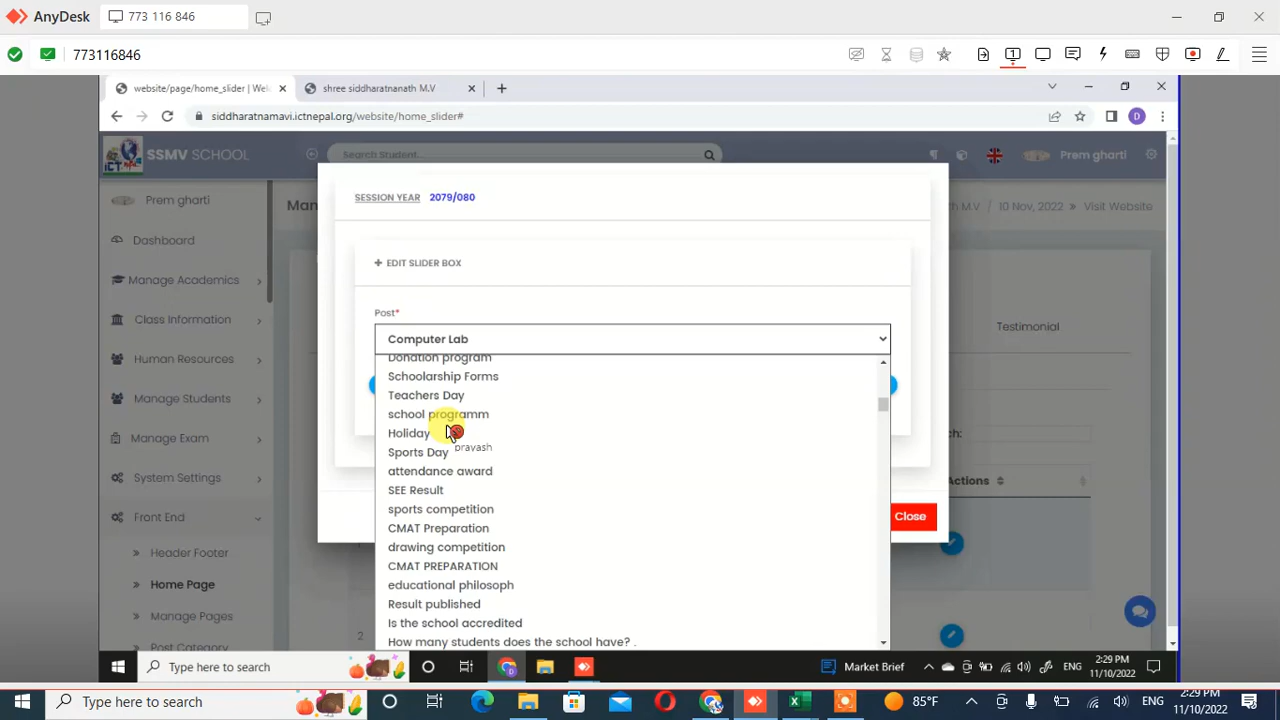 AnyDesk
773 116 846
773116846
website/page/home_slider | Wel
shree siddharatnanath M.V
siddharatnamavi.ictnepal.org/website/home_slider#
SSMV SCHOOL
Search Student...
Prem gharti
Prem gharti
SESSION YEAR 2079/080
Man
h M.V / 10 Nov, 2022 » Visit Website
Dashboard
Manage Academics
+ EDIT SLIDER BOX
Class Information
Post*
Testimonial
Computer Lab
Human Resources
Donation program
Schoolarship Forms
Manage Students
Teachers Day
school programm
Holiday
ch:
Manage Exam
prayash
Sports Day
attendance award
System Settings
Actions
SEE Result
sports competition
Front End
Close
CMAT Preparation
drawing competition
Header Footer
CMAT PREPARATION
Home Page
educational philosoph
Result published
Manage Pages
Is the school accredited
2
How many students does the school have? .
Post Category
Type here to search
Market Brief
ENG
2:29 PM
11/10/2022
Type here to search
85°F
ENG
2:29 PM
11/10/2022